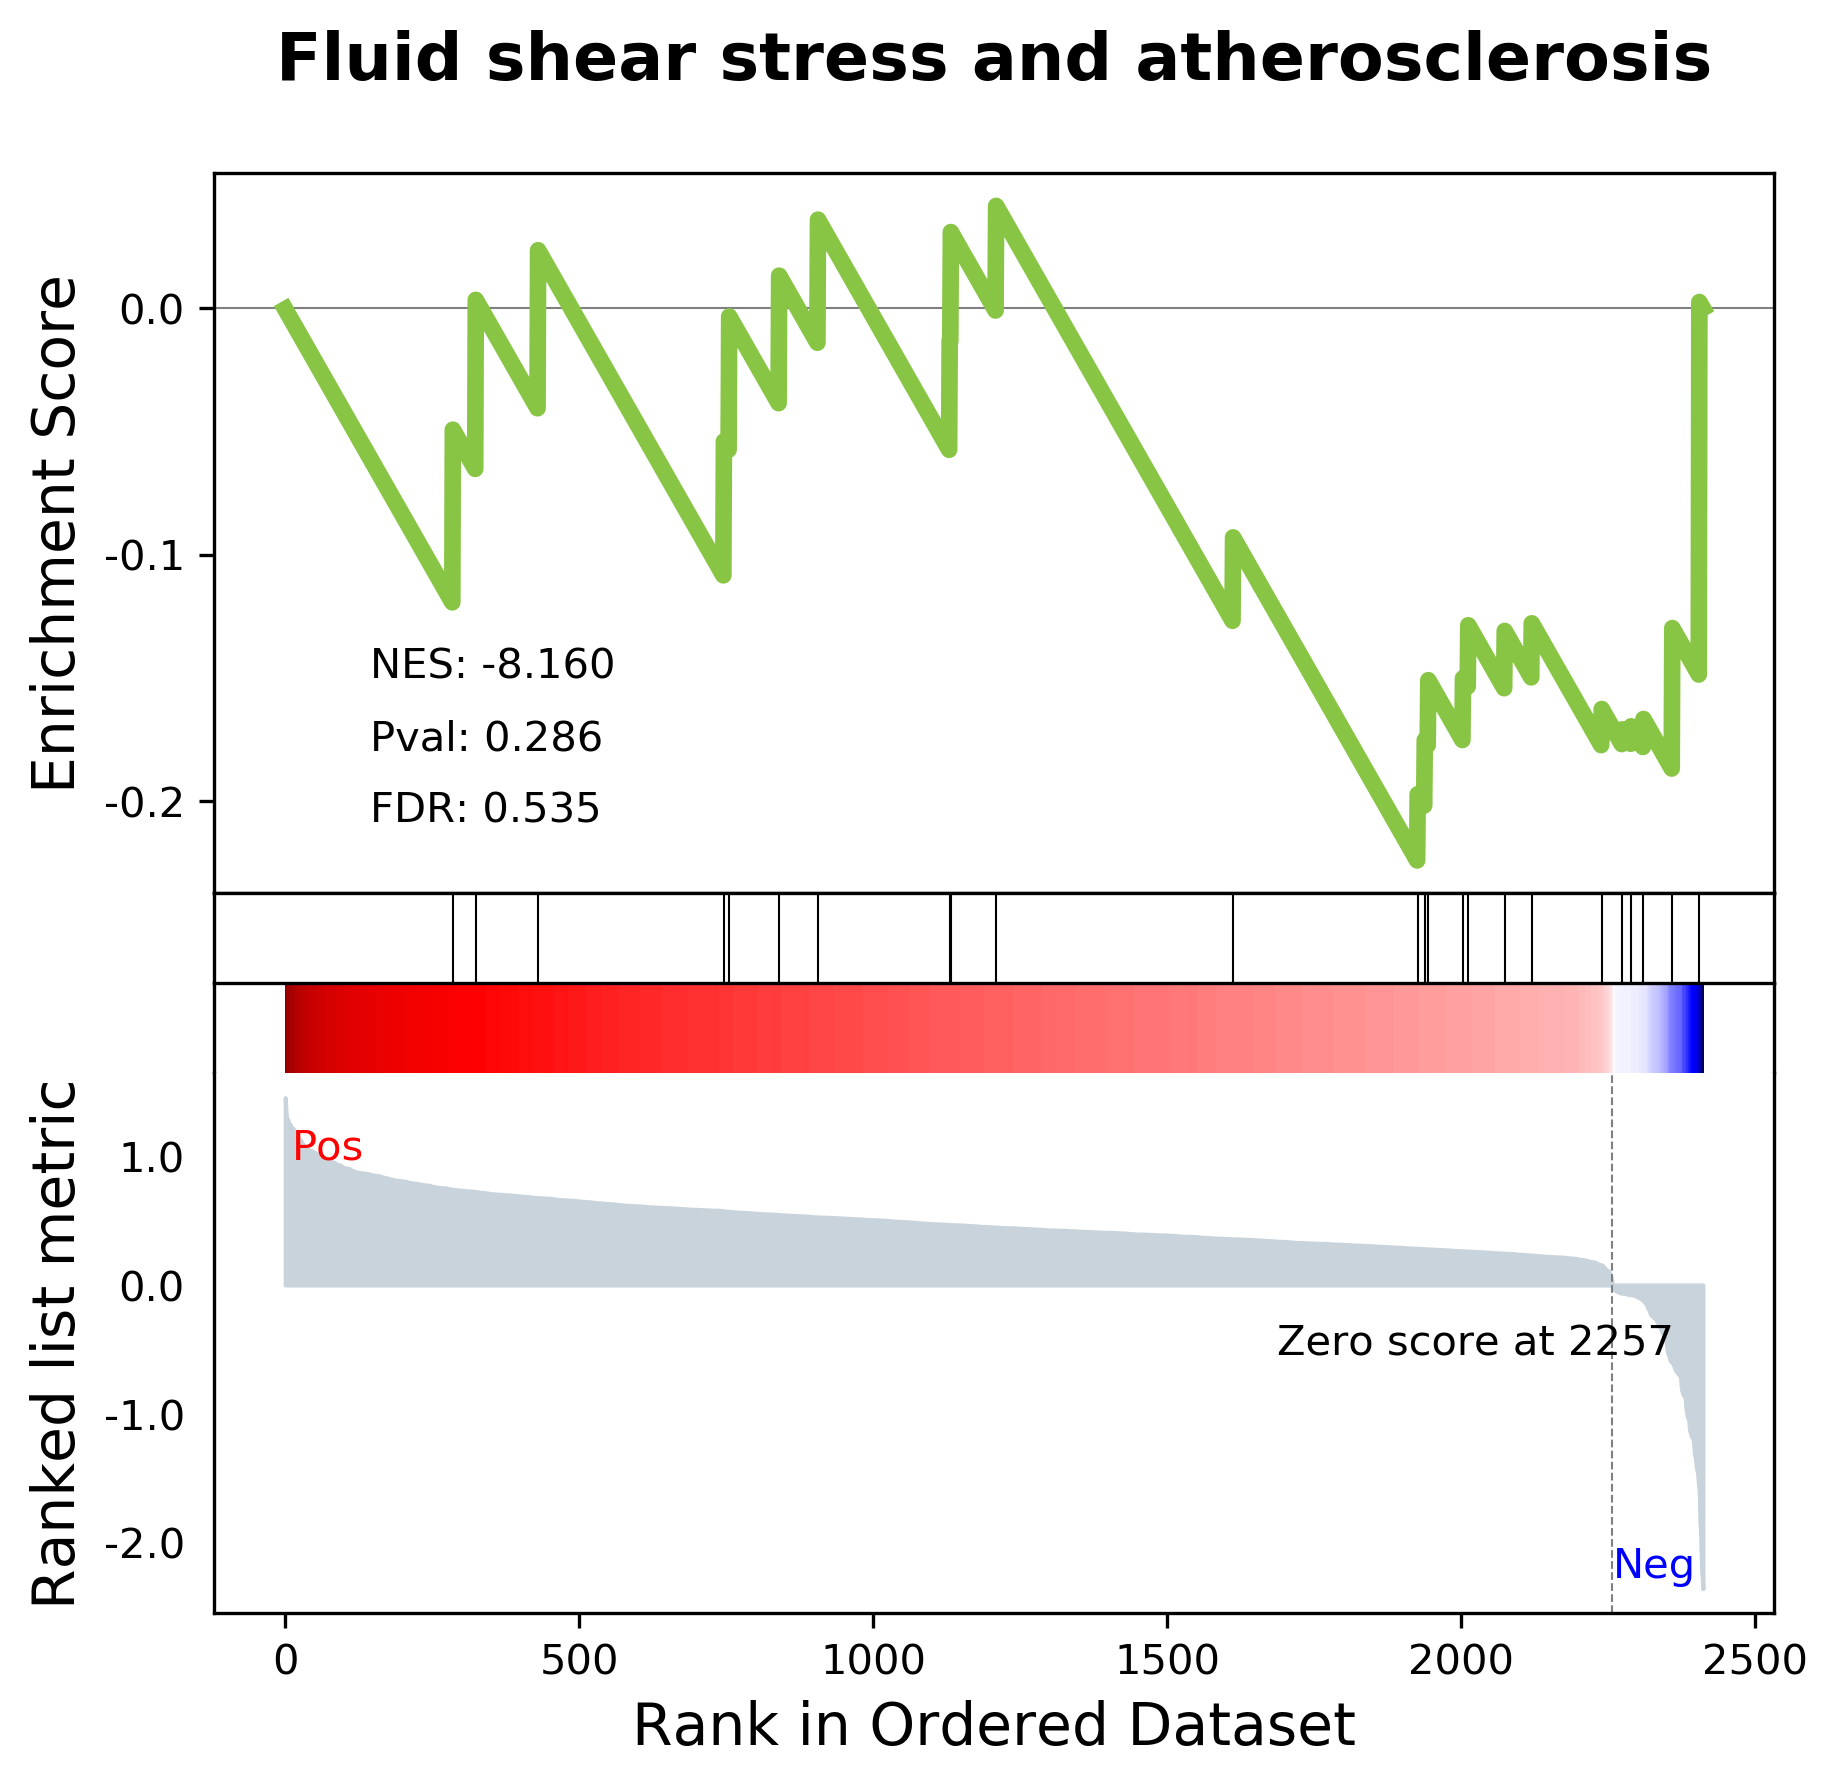 Fluid shear stress and atherosclerosis
Enrichment Score
0.0
-0.1
-0.2
NES: -8.160
Pval: 0.286
FDR: 0.535
Ranked list metric
1.0
0.0
-1.0
-2.0
Pos
Zero score at 2257
Neg
0 500 1000 1500 2000 2500
Rank in Ordered Dataset